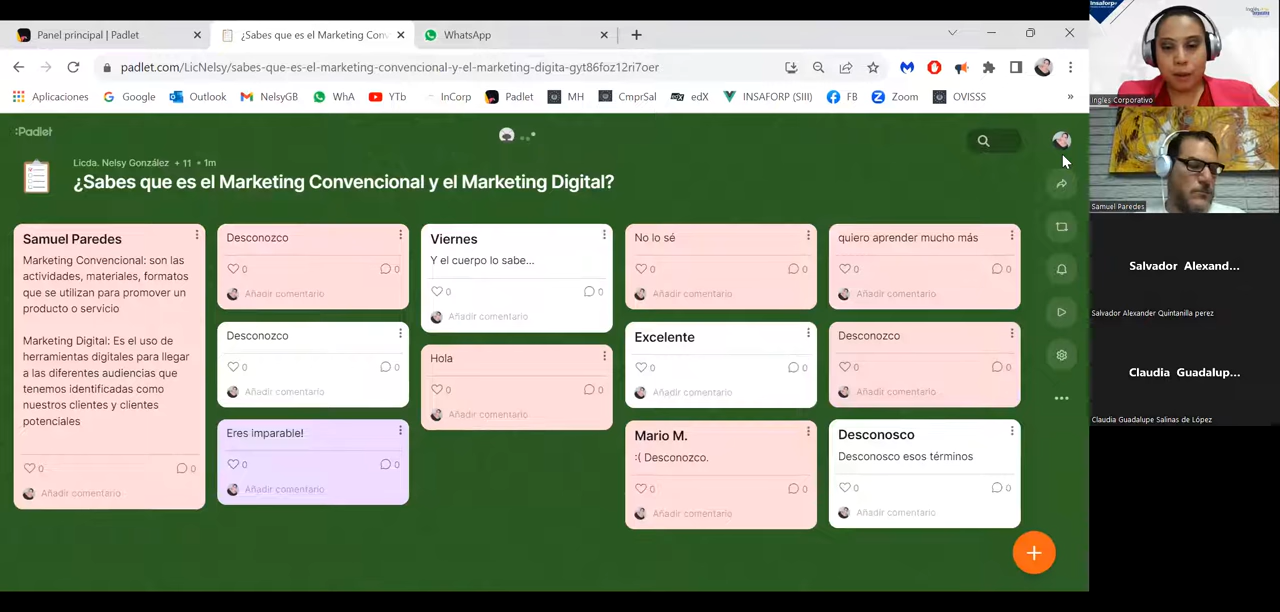 Panel principal | Padlet
¿Sabes que es el Marketing Conv
WhatsApp
padlet.com/LicNelsy/sabes-que-es-el-marketing-convencional-y-el-marketing-digita-gyt86foz12ri7oer
Aplicaciones
Google
Outlook
NelsyGB
WhA
YTb
InCorp
Padlet
MH
CmprSal
edX
INSAFORP (SIII)
FB
Zoom
OVISSS
»
:Padlet
Licda. Nelsy González + 11 • 1m
¿Sabes que es el Marketing Convencional y el Marketing Digital?
Samuel Paredes
Marketing Convencional: son las
actividades, materiales, formatos
que se utilizan para promover un
producto o servicio
Marketing Digital: Es el uso de
herramientas digitales para llegar
a las diferentes audiencias que
tenemos identificadas como
nuestros clientes y clientes
potenciales
0
0
Añadir comentario
Desconozco
0
0
Añadir comentario
Desconozco
0
0
Añadir comentario
Eres imparable!
0
0
Añadir comentario
Viernes
Y el cuerpo lo sabe...
0
0
Añadir comentario
Hola
0
0
Añadir comentario
No lo sé
0
0
Añadir comentario
Excelente
0
0
Añadir comentario
Mario M.
:( Desconozco.
0
0
Añadir comentario
quiero aprender mucho más
0
0
Añadir comentario
Desconozco
0
0
Añadir comentario
Desconosco
Desconosco esos términos
0
0
Añadir comentario
Insaforp
Ingles Corporativo
Samuel Paredes
Salvador Alexand...
Salvador Alexander Quintanilla perez
Claudia Guadalup...
Claudia Guadalupe Salinas de López